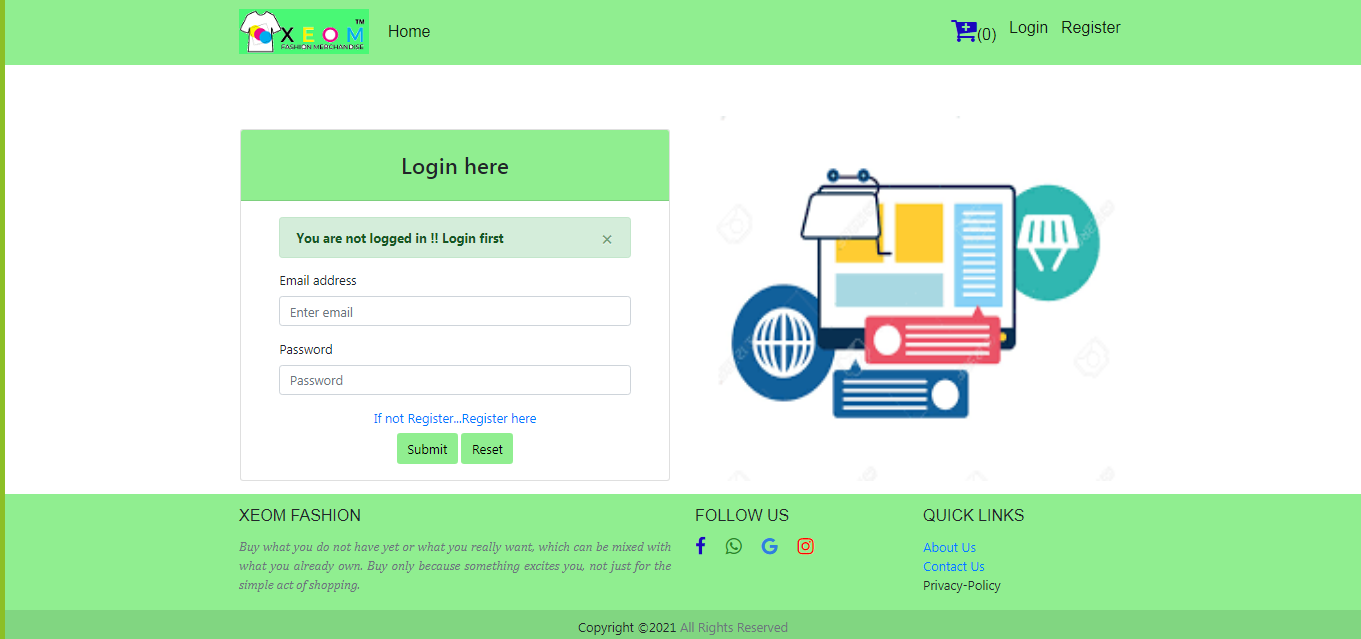 XEOM TM
FASHION MERCHANDISE
Home
(0) Login Register
Login here
You are not logged in !! Login first ×
Email address
Enter email
Password
Password
If not Register...Register here
Submit Reset
XEOM FASHION
Buy what you do not have yet or what you really want, which can be mixed with
what you already own. Buy only because something excites you, not just for the
simple act of shopping.
FOLLOW US
QUICK LINKS
About Us
Contact Us
Privacy-Policy
Copyright ©2021 All Rights Reserved